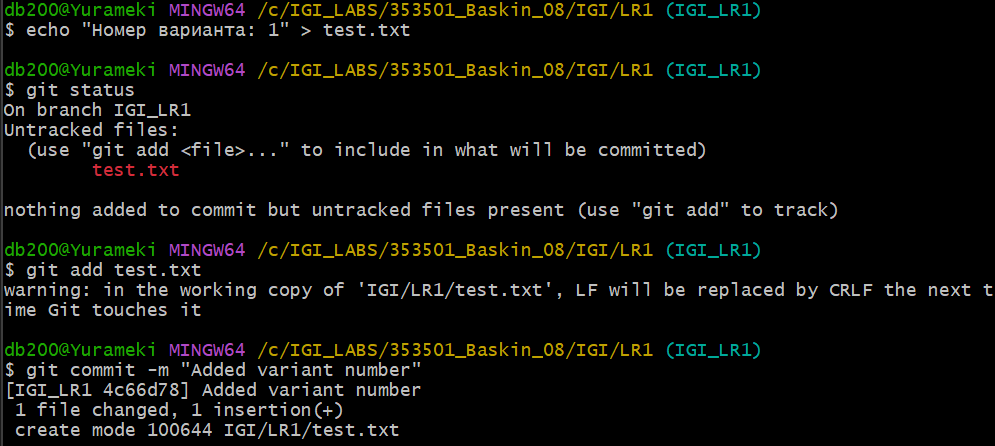 db200@Yurameki MINGW64 /c/IGI_LABS/353501_Baskin_08/IGI/LR1 (IGI_LR1)
$ echo "Номер варианта: 1" > test.txt
db200@Yurameki MINGW64 /c/IGI_LABS/353501_Baskin_08/IGI/LR1 (IGI_LR1)
$ git status
On branch IGI_LR1
Untracked files:
  (use "git add <file>..." to include in what will be committed)
        test.txt
nothing added to commit but untracked files present (use "git add" to track)
db200@Yurameki MINGW64 /c/IGI_LABS/353501_Baskin_08/IGI/LR1 (IGI_LR1)
$ git add test.txt
warning: in the working copy of 'IGI/LR1/test.txt', LF will be replaced by CRLF the next t
ime Git touches it
db200@Yurameki MINGW64 /c/IGI_LABS/353501_Baskin_08/IGI/LR1 (IGI_LR1)
$ git commit -m "Added variant number"
[IGI_LR1 4c66d78] Added variant number
 1 file changed, 1 insertion(+)
 create mode 100644 IGI/LR1/test.txt